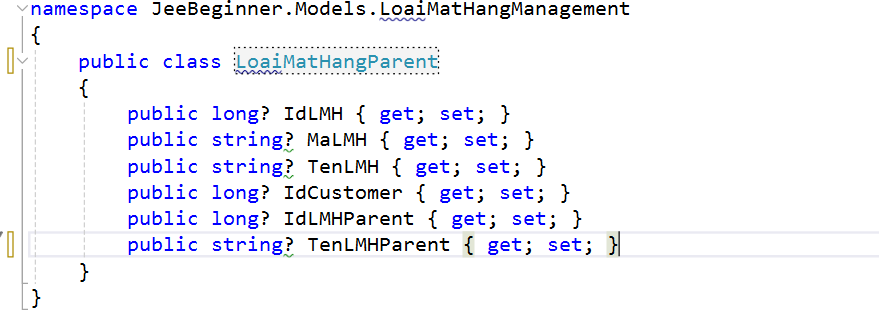 namespace JeeBeginner.Models.LoaiMatHangManagement
{
public class LoaiMatHangParent
{
public long? IdLMH { get; set; }
public string? MaLMH { get; set; }
public string? TenLMH { get; set; }
public long? IdCustomer { get; set; }
public long? IdLMHParent { get; set; }
public string? TenLMHParent { get; set; }
}
}